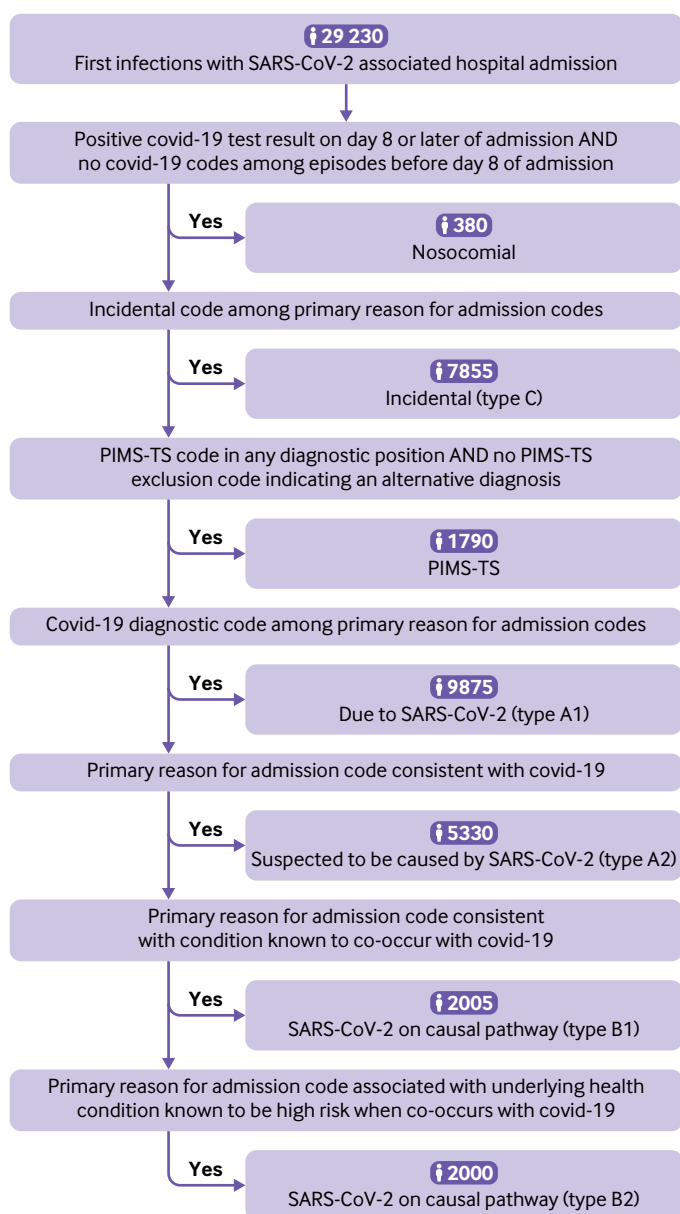 29 230
First infections with SARS-CoV-2 associated hospital admission
Positive covid-19 test result on day 8 or later of admission AND
no covid-19 codes among episodes before day 8 of admission
Yes
380
Nosocomial
Incidental code among primary reason for admission codes
Yes
7855
Incidental (type C)
PIMS-TS code in any diagnostic position AND no PIMS-TS
exclusion code indicating an alternative diagnosis
Yes
1790
PIMS-TS
Covid-19 diagnostic code among primary reason for admission codes
Yes
9875
Due to SARS-CoV-2 (type A1)
Primary reason for admission code consistent with covid-19
Yes
5330
Suspected to be caused by SARS-CoV-2 (type A2)
Primary reason for admission code consistent
with condition known to co-occur with covid-19
Yes
2005
SARS-CoV-2 on causal pathway (type B1)
Primary reason for admission code associated with underlying health
condition known to be high risk when co-occurs with covid-19
Yes
2000
SARS-CoV-2 on causal pathway (type B2)